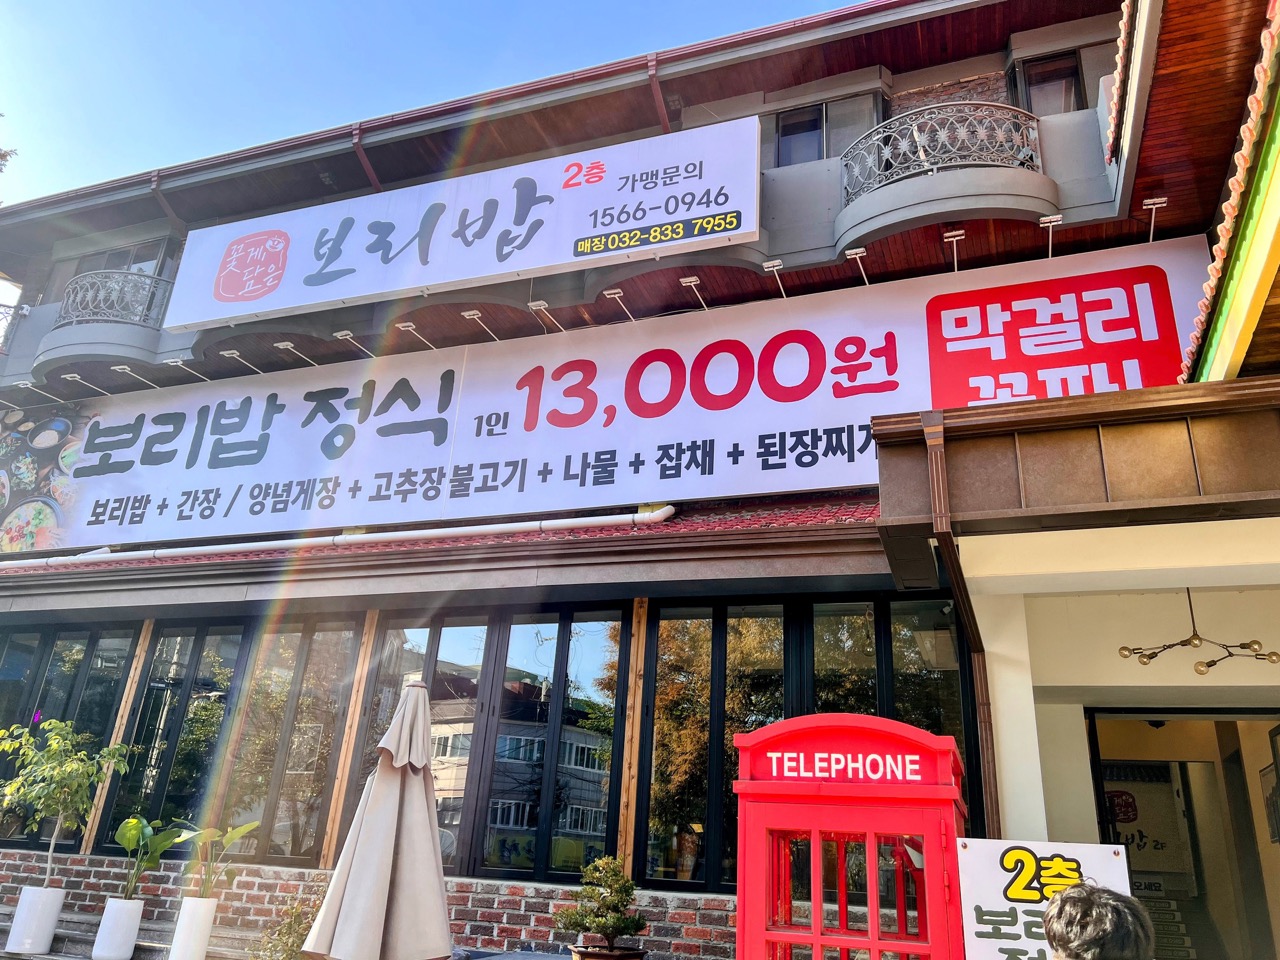 꽃게
담은
보리밥
2층
가맹문의
1566-0946
매장 032-833 7955
보리밥 정식
1인 13,000원
보리밥 + 간장 / 양념게장 + 고추장 불고기 + 나물 + 잡채 + 된장찌개
막걸리
TELEPHONE
2층
2F